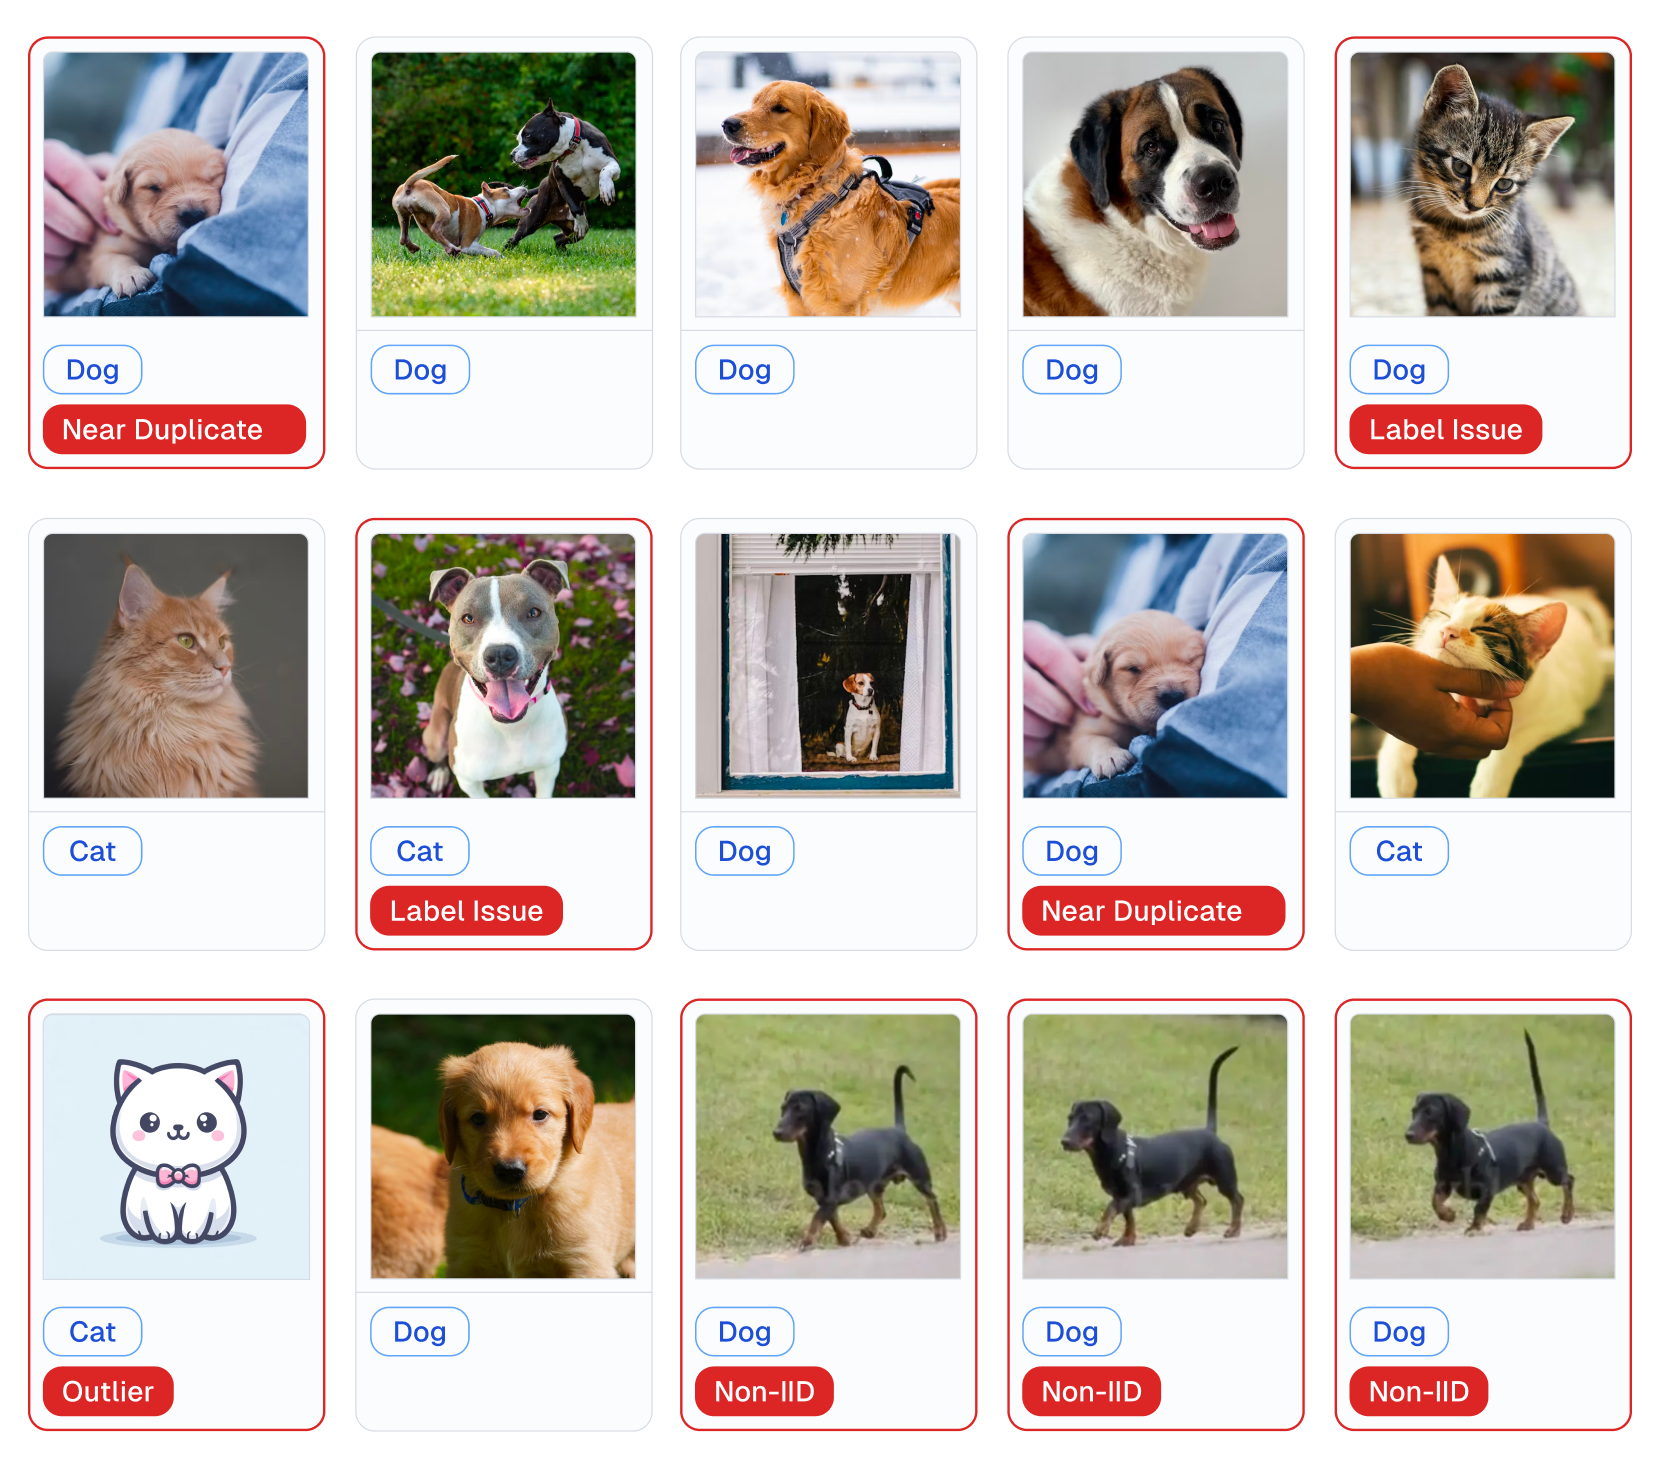 Dog
Near Duplicate
Dog
Dog
Dog
Dog
Label Issue
Cat
Cat
Label Issue
Dog
Dog
Near Duplicate
Cat
Cat
Outlier
Dog
Dog
Non-IID
Dog
Non-IID
Dog
Non-IID